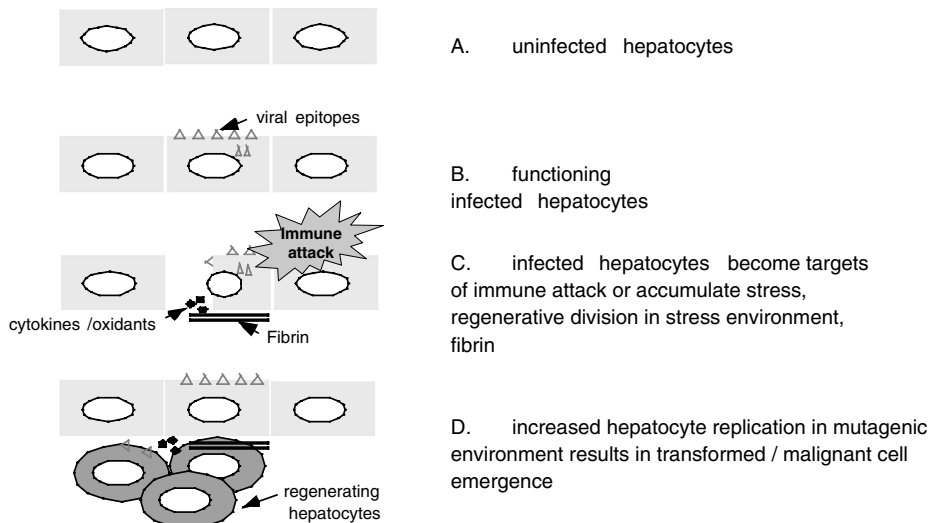 A. uninfected hepatocytes
viral epitopes
B. functioning
infected hepatocytes
Immune
attack
C. infected hepatocytes become targets
of immune attack or accumulate stress,
regenerative division in stress environment,
fibrin
cytokines /oxidants
Fibrin
D. increased hepatocyte replication in mutagenic
environment results in transformed / malignant cell
emergence
regenerating
hepatocytes